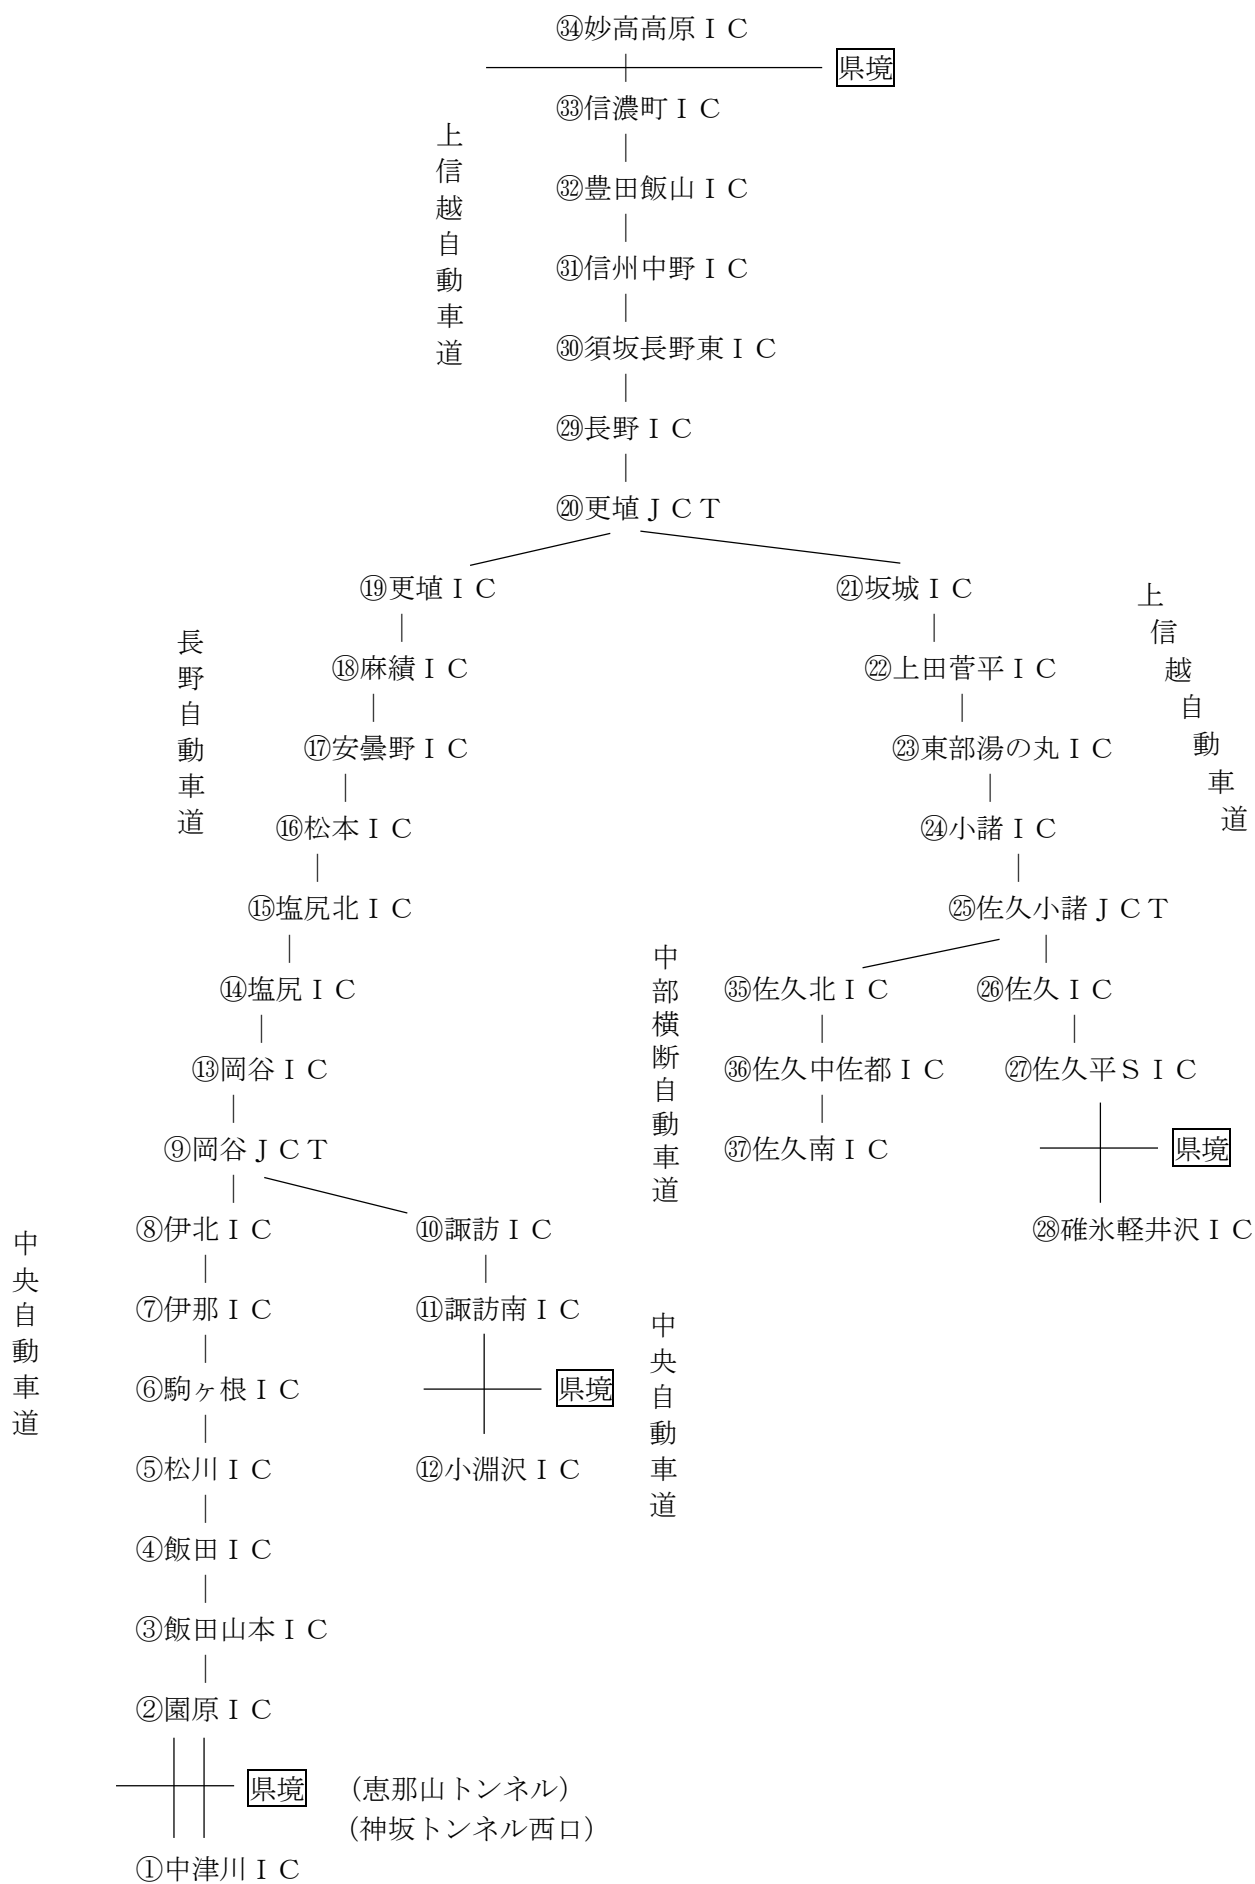 ㉞妙高高原ＩＣ
県境
㉝信濃町ＩＣ
上信越自動車道
㉜豊田飯山ＩＣ
㉛信州中野ＩＣ
㉚須坂長野東ＩＣ
㉙長野ＩＣ
⑳更埴ＪＣＴ
⑲更埴ＩＣ
㉑坂城ＩＣ
上信越自動車道
長野自動車道
⑱麻績ＩＣ
㉒上田菅平ＩＣ
⑰安曇野ＩＣ
㉓東部湯の丸ＩＣ
⑯松本ＩＣ
㉔小諸ＩＣ
⑮塩尻北ＩＣ
㉕佐久小諸ＪＣＴ
中部横断自動車道
⑭塩尻ＩＣ
㉟佐久北ＩＣ
㉖佐久ＩＣ
⑬岡谷ＩＣ
㊱佐久中佐都ＩＣ
㉗佐久平ＳＩＣ
⑨岡谷ＪＣＴ
㊲佐久南ＩＣ
県境
⑧伊北ＩＣ
⑩諏訪ＩＣ
㉘碓氷軽井沢ＩＣ
中央自動車道
⑦伊那ＩＣ
⑪諏訪南ＩＣ
中央自動車道
⑥駒ヶ根ＩＣ
県境
⑤松川ＩＣ
⑫小淵沢ＩＣ
④飯田ＩＣ
③飯田山本ＩＣ
②園原ＩＣ
県境
（恵那山トンネル）
（神坂トンネル西口）
①中津川ＩＣ